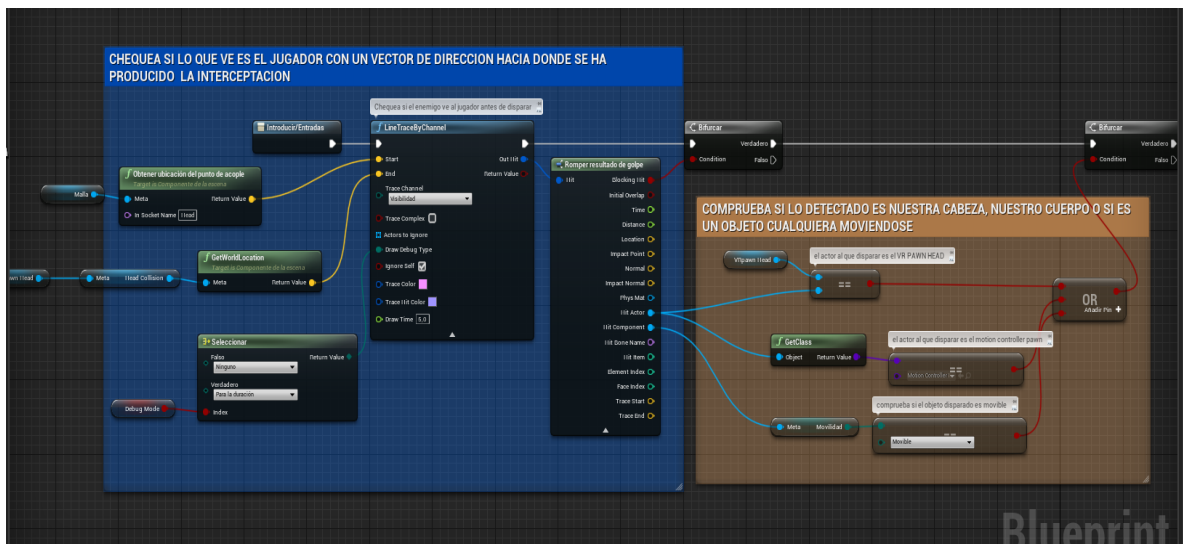 CHEQUEA SI LO QUE VE ES EL JUGADOR CON UN VECTOR DE DIRECCION HACIA DONDE SE HA
PRODUCIDO LA INTERCEPTACION
Chequea si el enemigo ve al jugador antes de disparar
Introducir/Entradas
LineTraceByChannel
Start
Out Hit
End
Return Value
Trace Channel
Visibilidad
Trace Complex
Actors to Ignore
Draw Debug Type
Ignore Self
Trace Color
Trace Hit Color
Draw Time 5,0
Obtener ubicación del punto de acople
Target is Componente de la escena
Malla
Meta Return Value
In Socket Name Head
GetWorldLocation
Target is Componente de la escena
wn Head
Meta Head Collision
Meta Return Value
Seleccionar
Falso Return Value
Ninguno
Verdadero
Para la duracion
Debug Mode
Index
Romper resultado de golpe
Hit Blocking Hit
Initial Overlap
Time
Distance
Location
Impact Point
Normal
Impact Normal
Phys Mat
Hit Actor
Hit Component
Hit Bone Name
Hit Item
Element Index
Face Index
Trace Start
Trace End
Bifurcar
Verdadero
Condition Falso
Bifurcar
Verdadero
Condition Falso
COMPRUEBA SI LO DETECTADO ES NUESTRA CABEZA, NUESTRO CUERPO O SI ES
UN OBJETO CUALQUIERA MOVIENDOSE
el actor al que disparar es el VR PAWN HEAD
VRpawn Head
==
OR
Añadir Pin
GetClass
Object Return Value
el actor al que disparar es el motion controller pawn
==
Motion Controller
comprueba si el objeto disparado es movible
Meta Movilidad
==
Movible
Blueprint